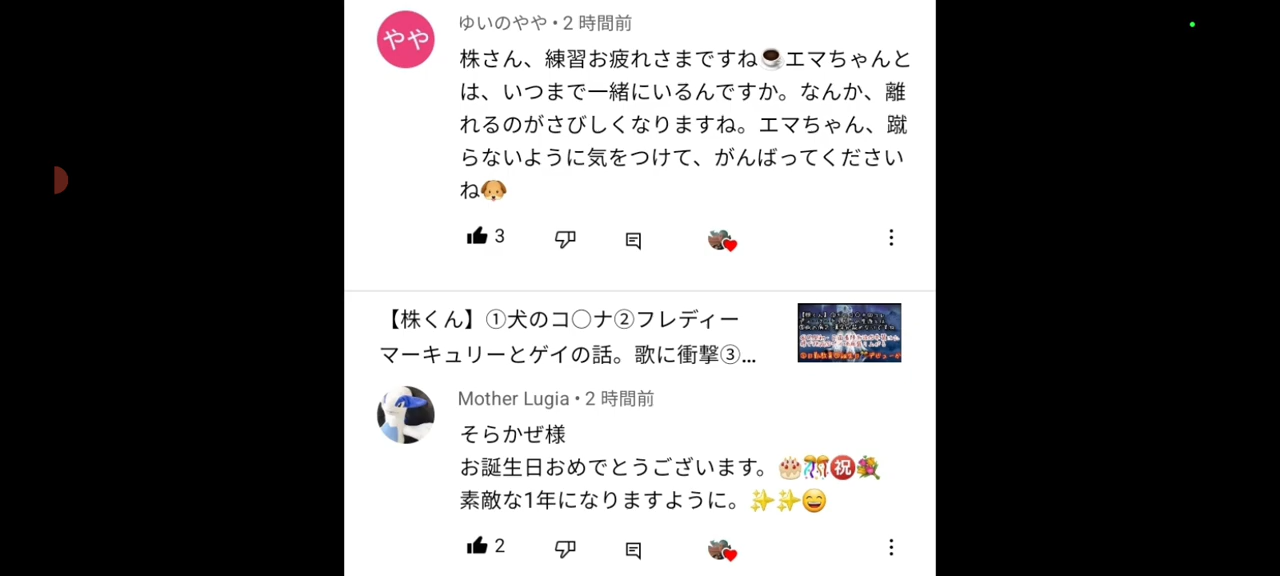 やや
ゆいのやや • 2 時間前
株さん、練習お疲れさまですね☕エマちゃんと
は、いつまで一緒にいるんですか。なんか、離
れるのがさびしくなりますね。エマちゃん、蹴
らないように気をつけて、がんばってください
ね🐶
3
【株くん】①犬のコ〇ナ②フレディー
マーキュリーとゲイの話。歌に衝撃③...
Mother Lugia • 2 時間前
そらかぜ様
お誕生日おめでとうございます。🎂🎊㊗️💐
素敵な1年になりますように。✨✨😄
2